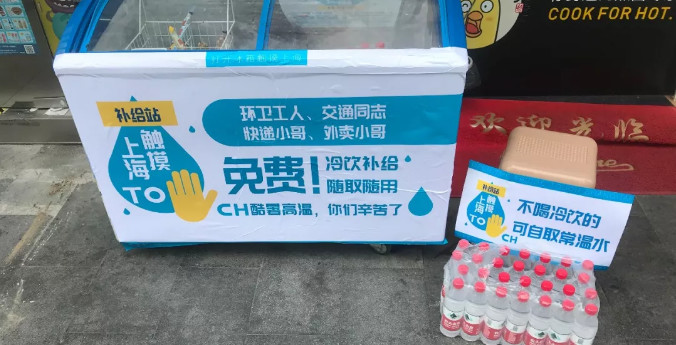 COOK FOR HOT.
补给站
触摸
上海
TO
环卫工人、交通同志
快递小哥、外卖小哥
免费!
冷饮补给
随取随用
CH酷暑高温，你们辛苦了
欢迎光临
补给站
触摸
上海
TO
CH
不喝冷饮的
可自取常温水